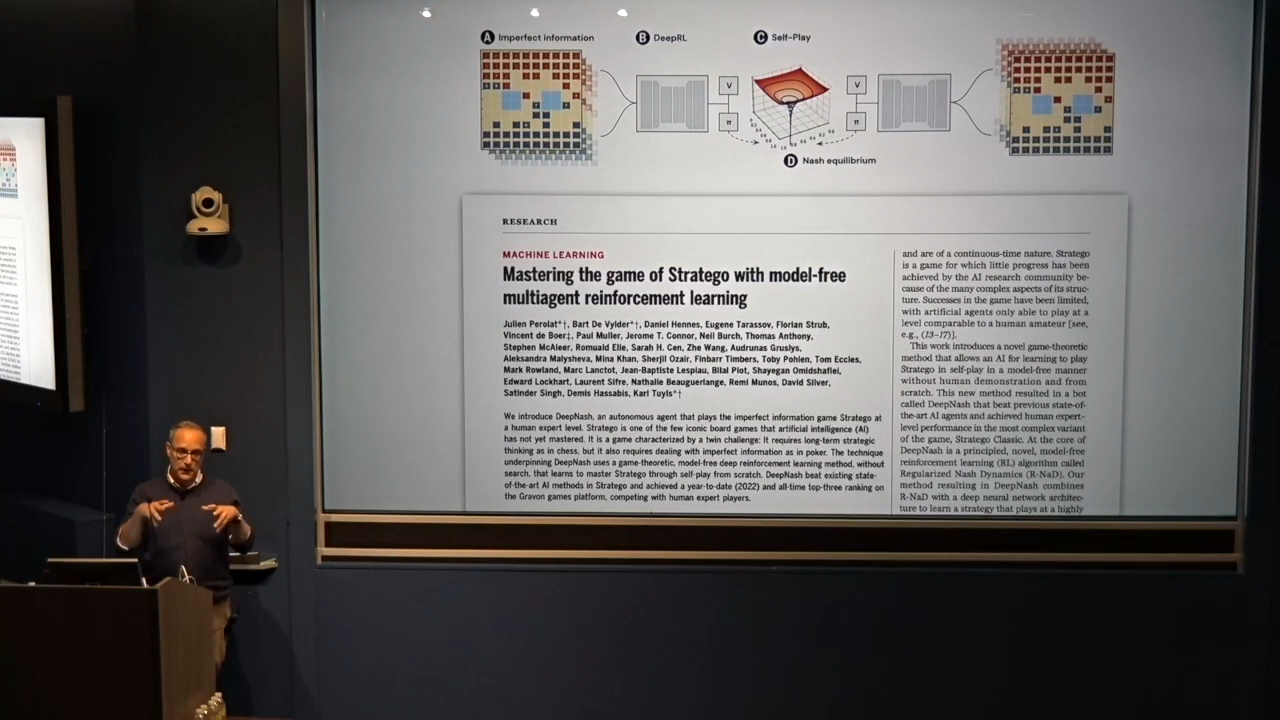 A Imperfect information
B DeepRL
C Self-Play
V
V
π
π
D Nash equilibrium
RESEARCH
MACHINE LEARNING
Mastering the game of Stratego with model-free
multiagent reinforcement learning
Julien Perolat*†, Bart De Vylder*†, Daniel Hennes, Eugene Tarassov, Florian Strub,
Vincent de Boer‡, Paul Muller, Jerome T. Connor, Neil Burch, Thomas Anthony,
Stephen McAleer, Romuald Elie, Sarah H. Cen, Zhe Wang, Audrunas Gruslys,
Aleksandra Malysheva, Mina Khan, Sherjil Ozair, Finbarr Timbers, Toby Pohlen, Tom Eccles,
Mark Rowland, Marc Lanctot, Jean-Baptiste Lespiau, Bilal Piot, Shayegan Omidshafiei,
Edward Lockhart, Laurent Sifre, Nathalie Beauguerlange, Remi Munos, David Silver,
Satinder Singh, Demis Hassabis, Karl Tuyls*†
We introduce DeepNash, an autonomous agent that plays the imperfect information game Stratego at
a human expert level. Stratego is one of the few iconic board games that artificial intelligence (AI)
has not yet mastered. It is a game characterized by a twin challenge: It requires long-term strategic
thinking as in chess, but it also requires dealing with imperfect information as in poker. The technique
underpinning DeepNash uses a game-theoretic, model-free deep reinforcement learning method, without
search, that learns to master Stratego through self-play from scratch. DeepNash beat existing state-
of-the-art AI methods in Stratego and achieved a year-to-date (2022) and all-time top-three ranking on
the Gravon games platform, competing with human expert players.
and are of a continuous-time nature. Stratego
is a game for which little progress has been
achieved by the AI research community be-
cause of the many complex aspects of its struc-
ture. Successes in the game have been limited,
with artificial agents only able to play at a
level comparable to a human amateur [see,
e.g., (13–17)].
This work introduces a novel game-theoretic
method that allows an AI for learning to play
Stratego in self-play in a model-free manner
without human demonstration and from
scratch. This new method resulted in a bot
called DeepNash that beat previous state-of-
the-art AI agents and achieved human expert-
level performance in the most complex variant
of the game, Stratego Classic. At the core of
DeepNash is a principled, novel, model-free
reinforcement learning (RL) algorithm called
Regularized Nash Dynamics (R-NaD). Our
method resulting in DeepNash combines
R-NaD with a deep neural network architec-
ture to learn a strategy that plays at a highly